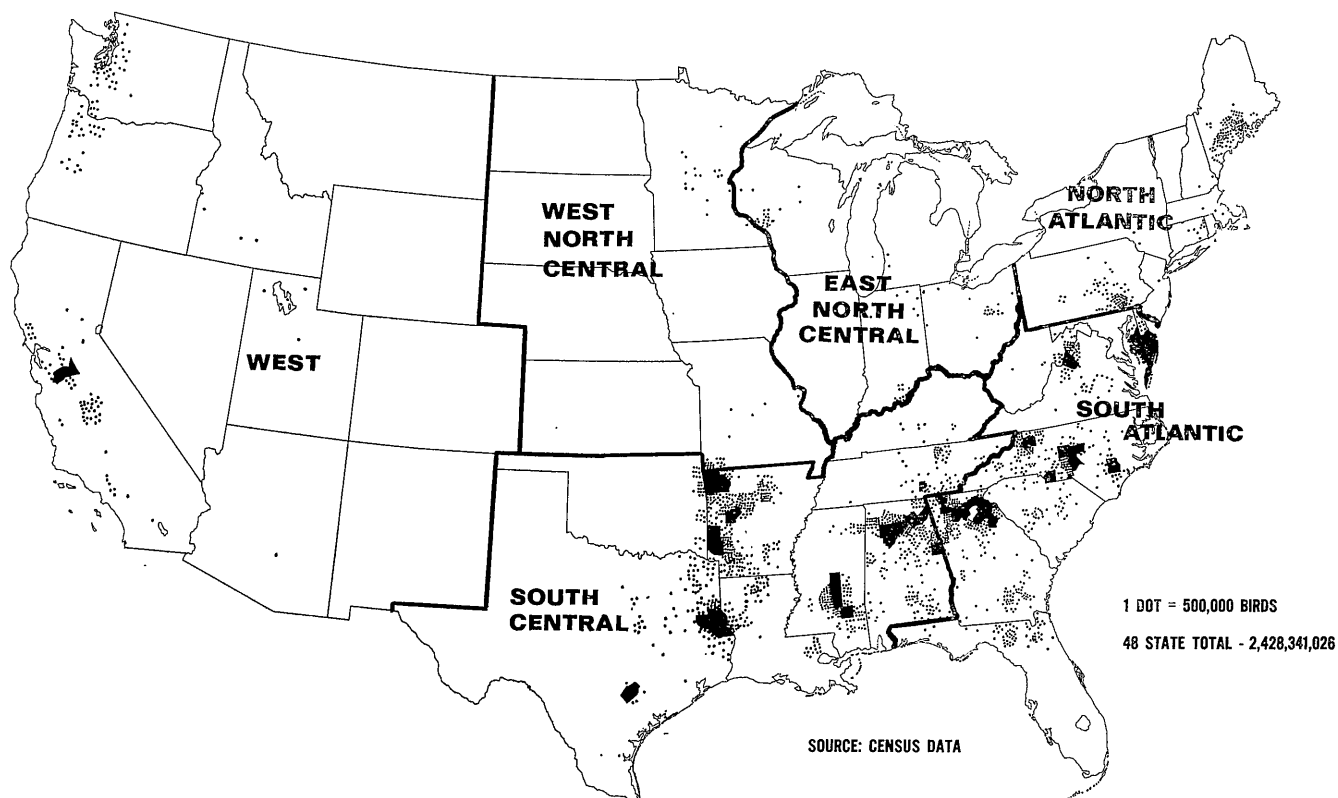 WEST
NORTH
CENTRAL
NORTH
ATLANTIC
EAST
NORTH
CENTRAL
WEST
SOUTH
ATLANTIC
SOUTH
CENTRAL
1 DOT = 500,000 BIRDS
48 STATE TOTAL - 2,428,341,026
SOURCE: CENSUS DATA